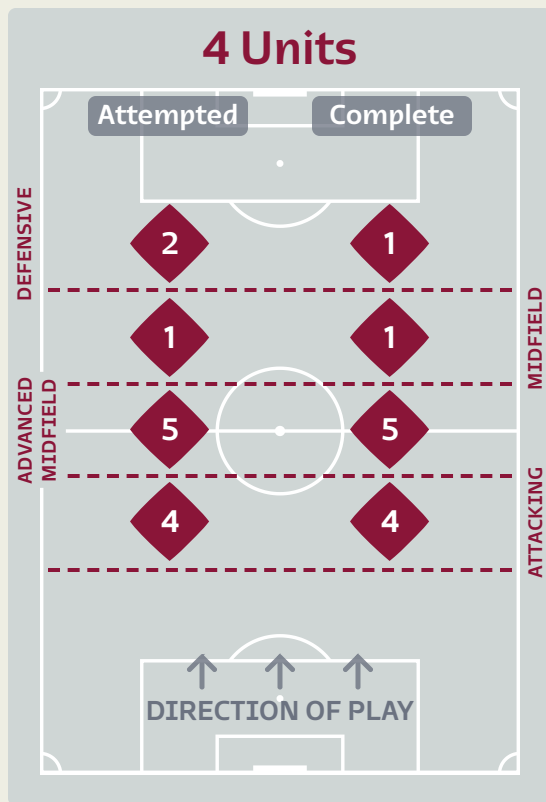 4 Units
Attempted
Complete
DEFENSIVE
2
1
MIDFIELD
1
1
ADVANCED
MIDFIELD
5
5
ATTACKING
4
4
DIRECTION OF PLAY